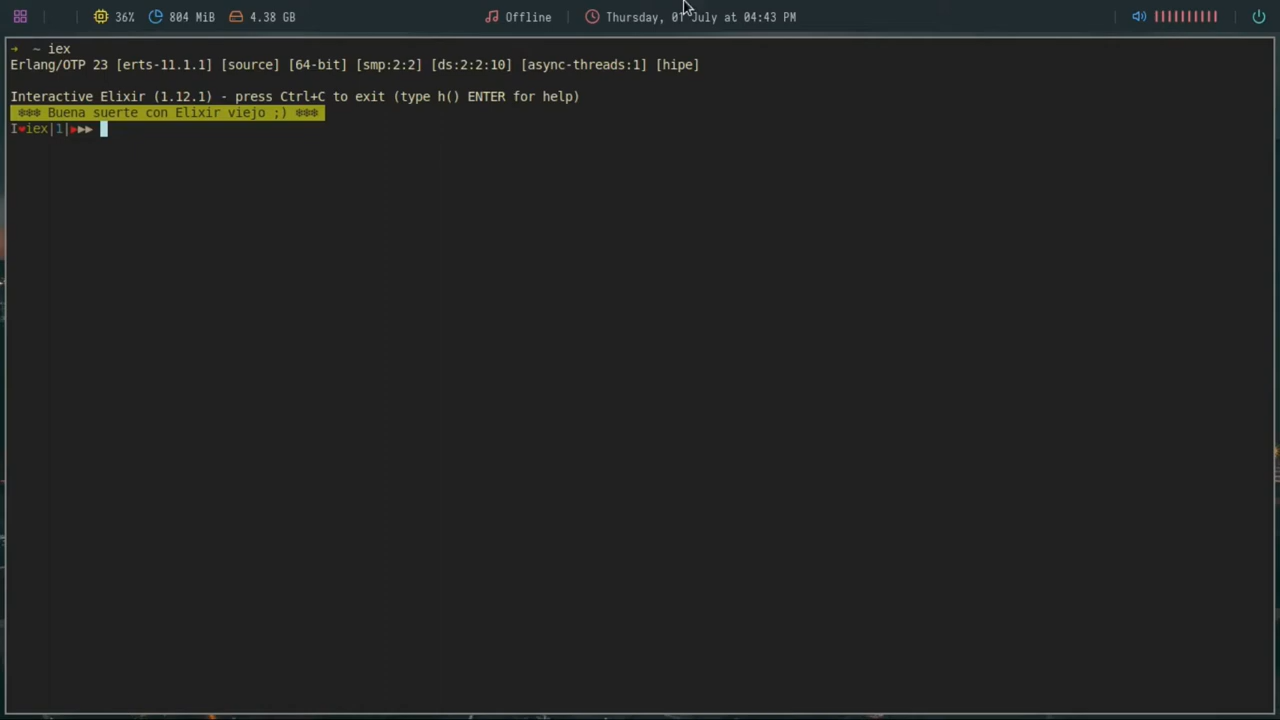 36% 804 MiB 4.38 GB Offline Thursday, 01 July at 04:43 PM
→ ~ iex
Erlang/OTP 23 [erts-11.1.1] [source] [64-bit] [smp:2:2] [ds:2:2:10] [async-threads:1] [hipe]
Interactive Elixir (1.12.1) - press Ctrl+C to exit (type h() ENTER for help)
❄❄❄ Buena suerte con Elixir viejo ;) ❄❄❄
I♥iex|1|▶▶▶